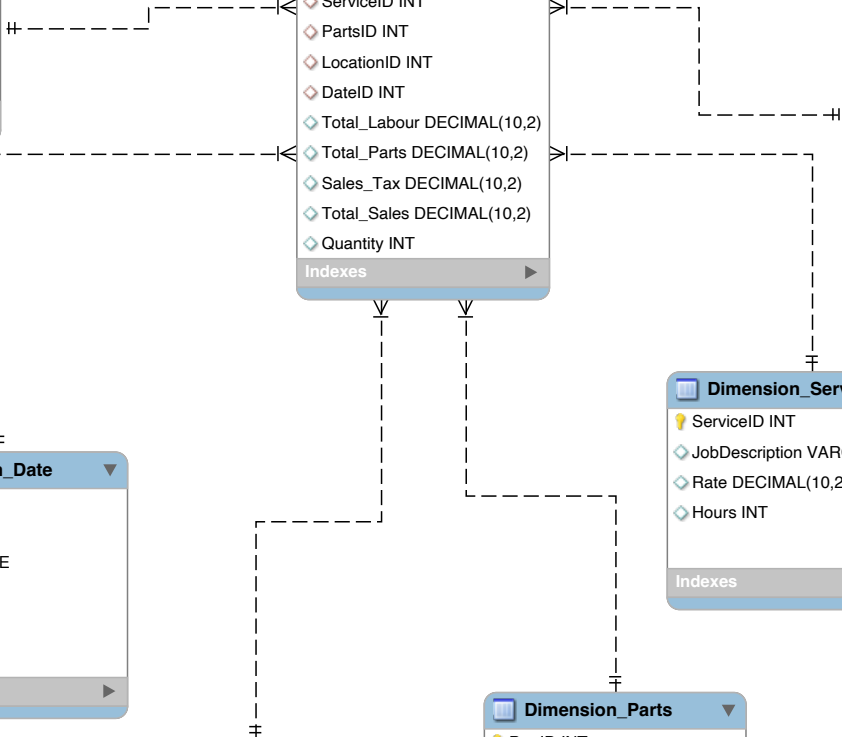 ServiceID INT
PartsID INT
LocationID INT
DateID INT
Total_Labour DECIMAL(10,2)
Total_Parts DECIMAL(10,2)
Sales_Tax DECIMAL(10,2)
Total_Sales DECIMAL(10,2)
Quantity INT
Indexes
Dimension_Serv
ServiceID INT
JobDescription VAR
Rate DECIMAL(10,2
Hours INT
Indexes
_Date
E
Dimension_Parts